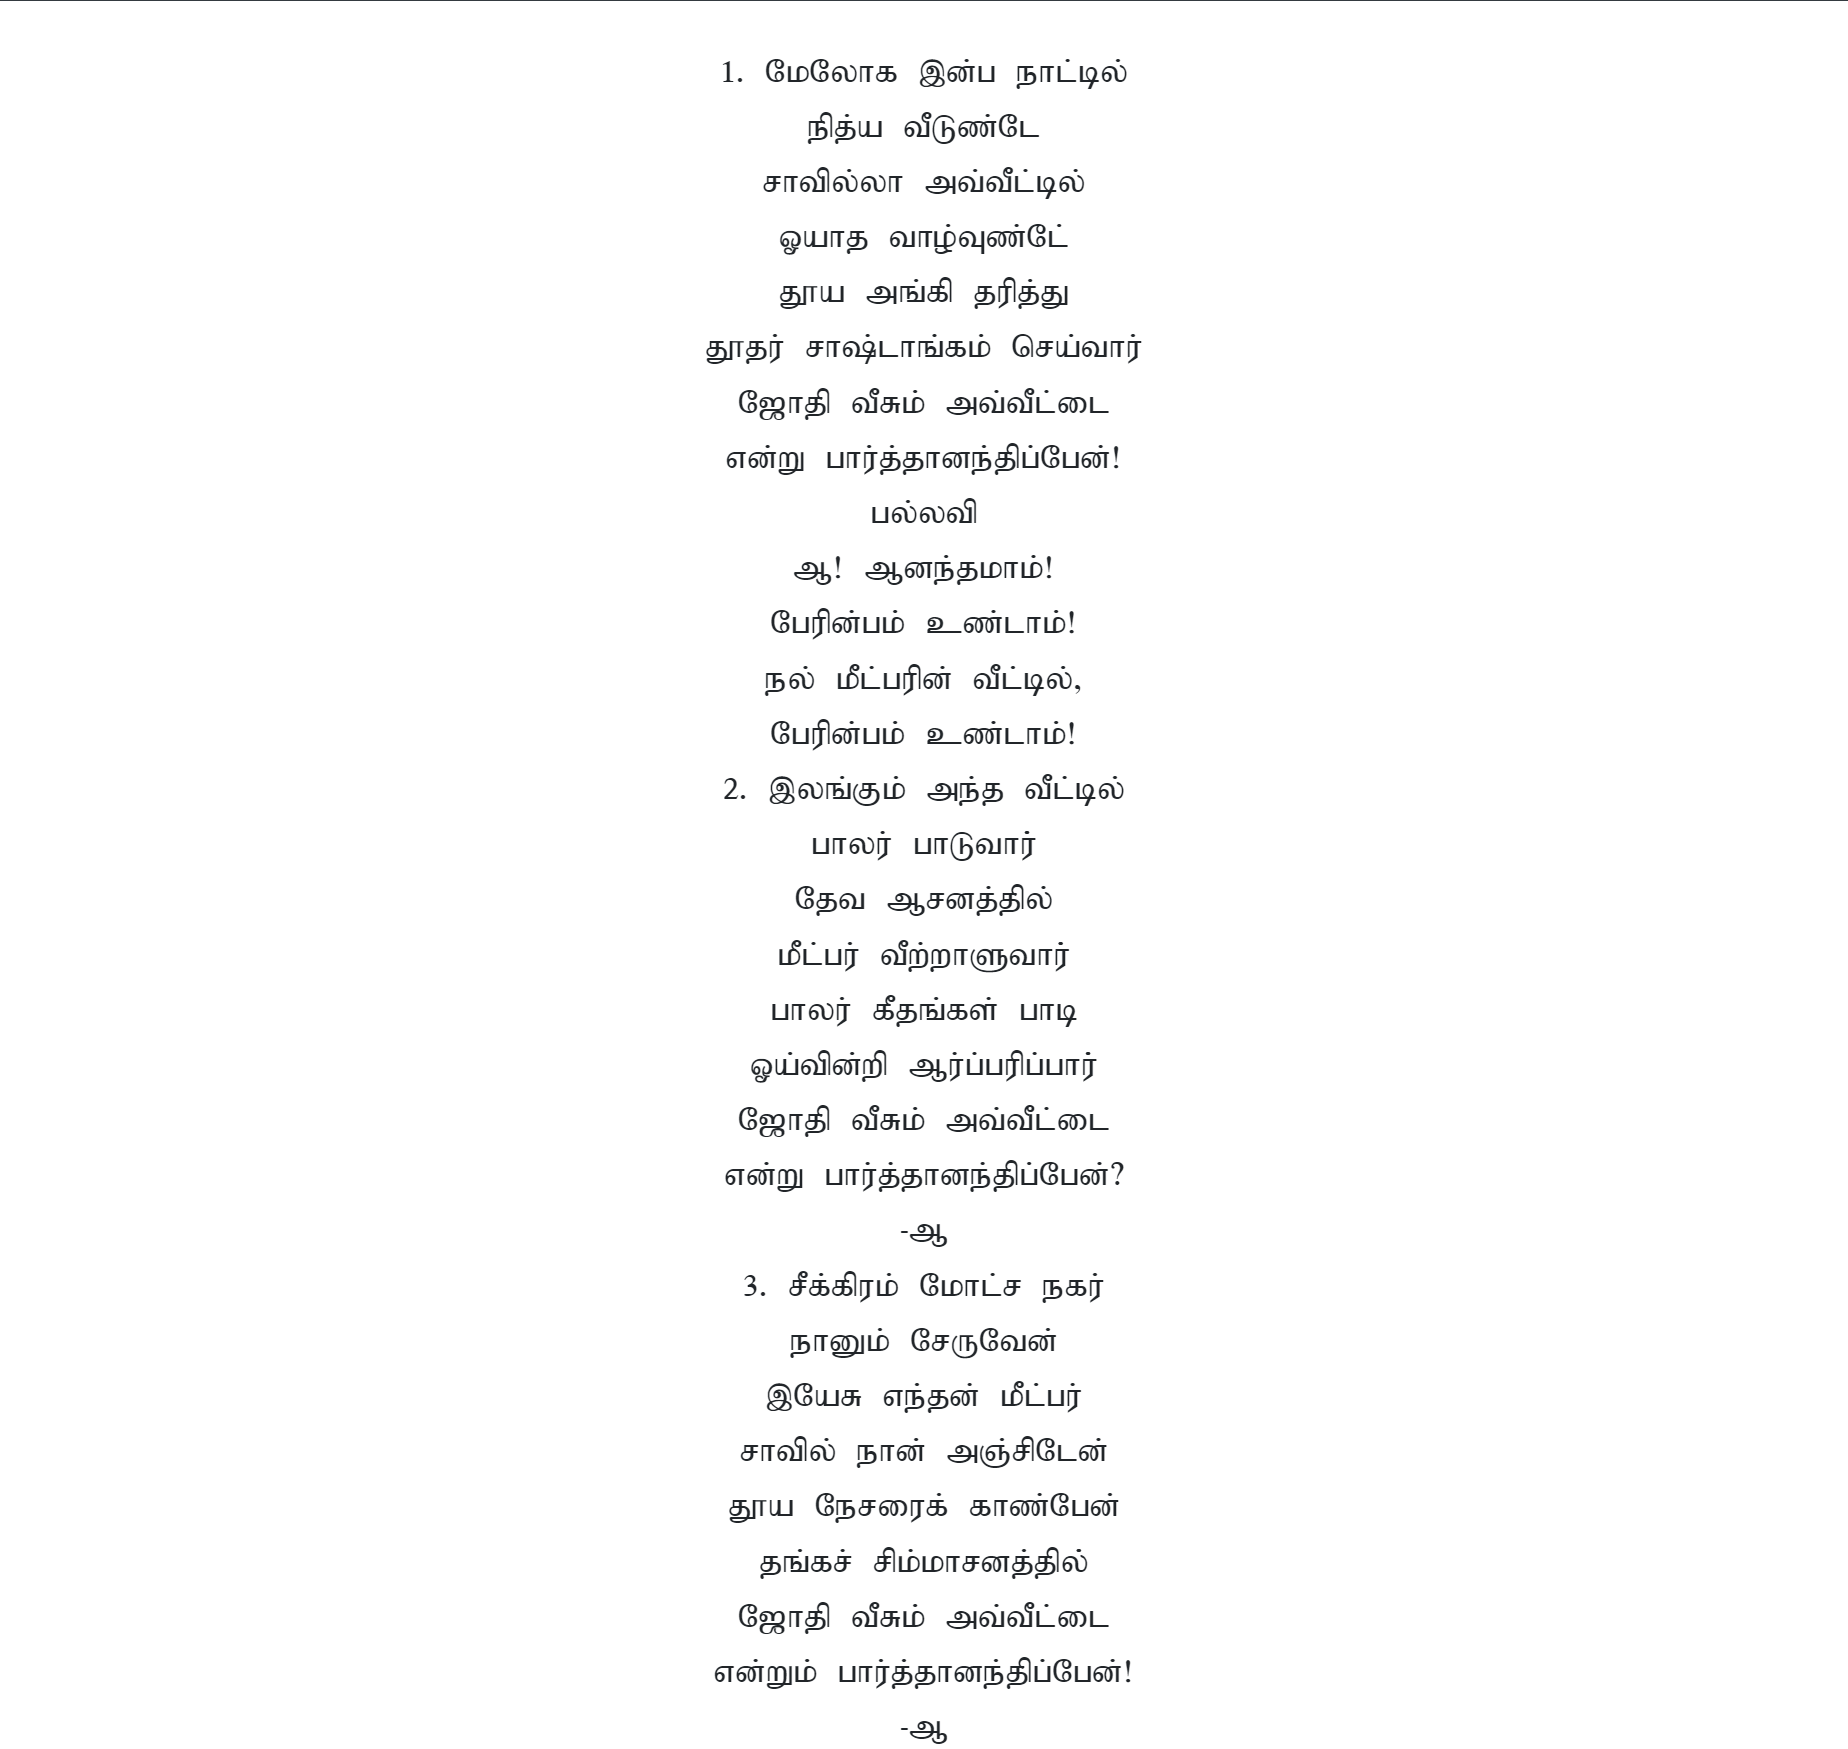 1. மேலோக இன்ப நாட்டில்
நித்ய வீடுண்டே
சாவில்லா அவ்வீட்டில்
ஓயாத வாழ்வுண்டே்
தூய அங்கி தரித்து
தூதர் சாஷ்டாங்கம் செய்வார்
ஜோதி வீசும் அவ்வீட்டை
என்று பார்த்தானந்திப்பேன்!
பல்லவி
ஆ! ஆனந்தமாம்!
பேரின்பம் உண்டாம்!
நல் மீட்பரின் வீட்டில்,
பேரின்பம் உண்டாம்!
2. இலங்கும் அந்த வீட்டில்
பாலர் பாடுவார்
தேவ ஆசனத்தில்
மீட்பர் வீற்றாளுவார்
பாலர் கீதங்கள் பாடி
ஓய்வின்றி ஆர்ப்பரிப்பார்
ஜோதி வீசும் அவ்வீட்டை
என்று பார்த்தானந்திப்பேன்?
-ஆ
3. சீக்கிரம் மோட்ச நகர்
நானும் சேருவேன்
இயேசு எந்தன் மீட்பர்
சாவில் நான் அஞ்சிடேன்
தூய நேசரைக் காண்பேன்
தங்கச் சிம்மாசனத்தில்
ஜோதி வீசும் அவ்வீட்டை
என்றும் பார்த்தானந்திப்பேன்!
-ஆ